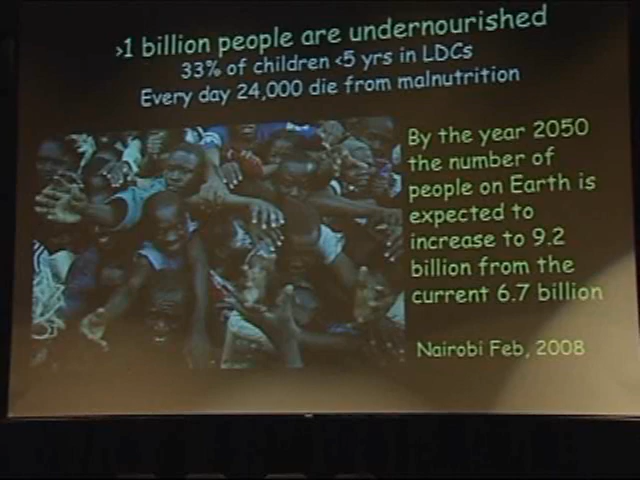 >1 billion people are undernourished
33% of children <5 yrs in LDCs
Every day 24,000 die from malnutrition
By the year 2050
the number of
people on Earth is
expected to
increase to 9.2
billion from the
current 6.7 billion
Nairobi Feb, 2008